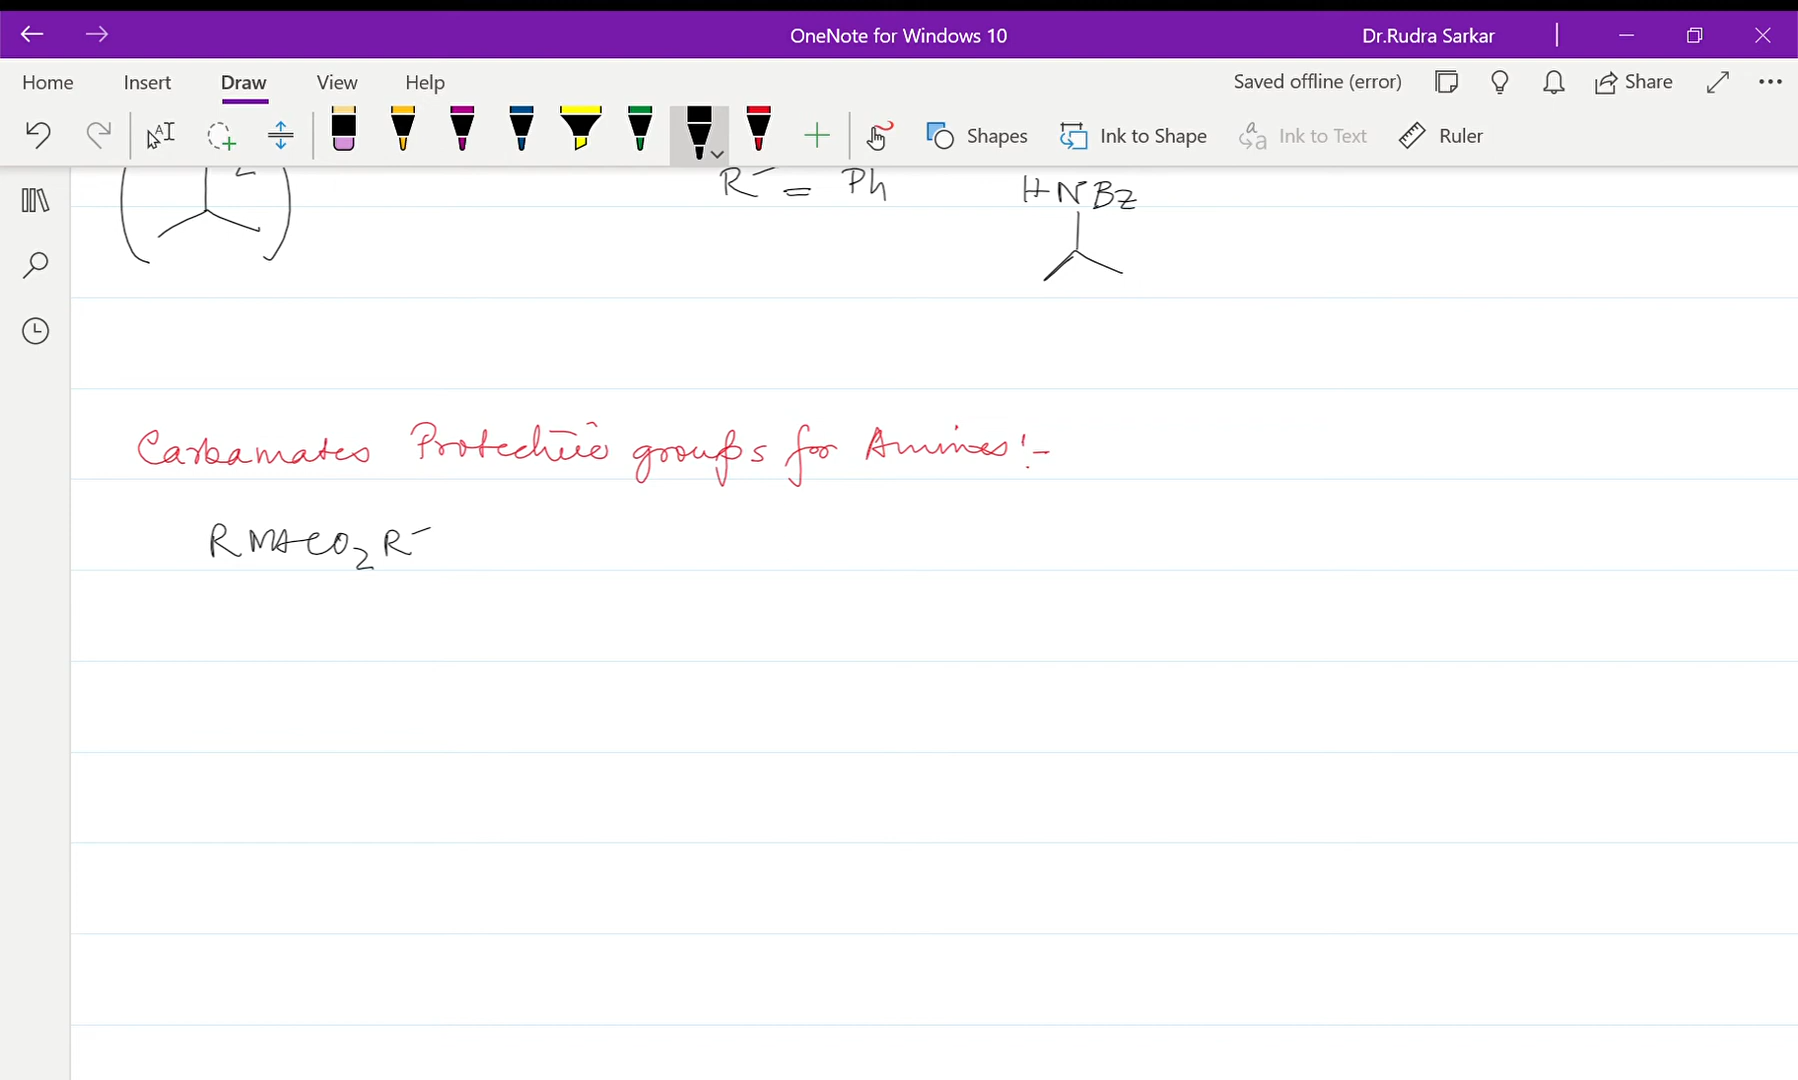 OneNote for Windows 10
Dr.Rudra Sarkar
Home Insert Draw View Help
Saved offline (error) Share
Shapes Ink to Shape Ink to Text Ruler
2
R‾ = Ph
HNBz
Carbamates Protective groups for Amines:-
RNHCO2R‾